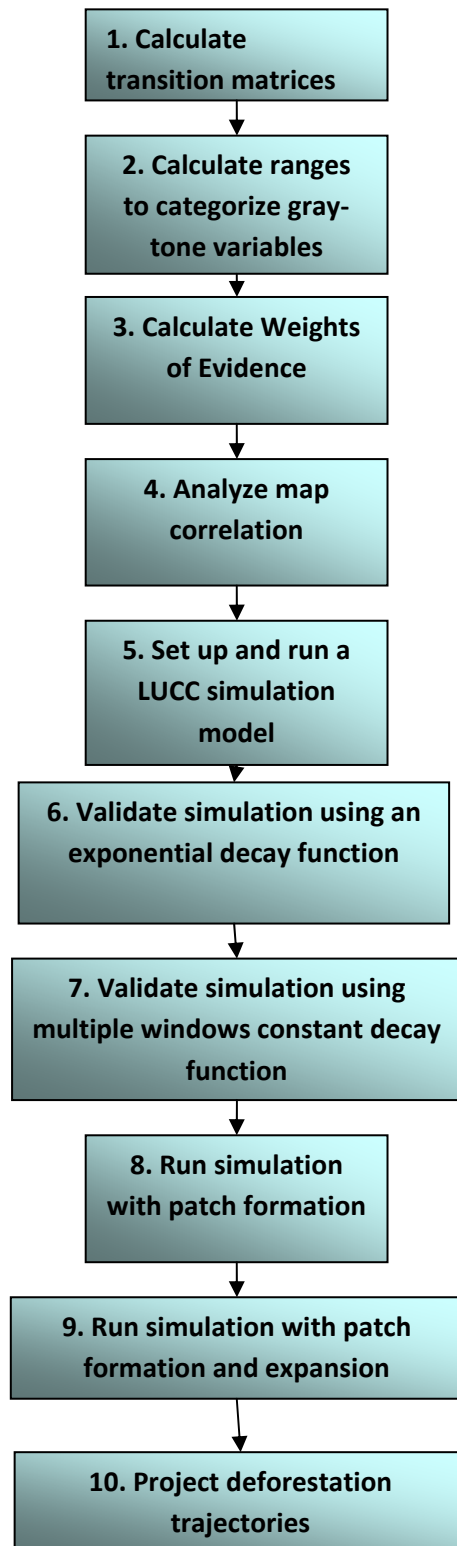 1. Calculate
transition matrices
2. Calculate ranges
to categorize gray-
tone variables
3. Calculate Weights
of Evidence
4. Analyze map
correlation
5. Set up and run a
LUCC simulation
model
6. Validate simulation using an
exponential decay function
7. Validate simulation using
multiple windows constant decay
function
8. Run simulation
with patch formation
9. Run simulation with patch
formation and expansion
10. Project deforestation
trajectories